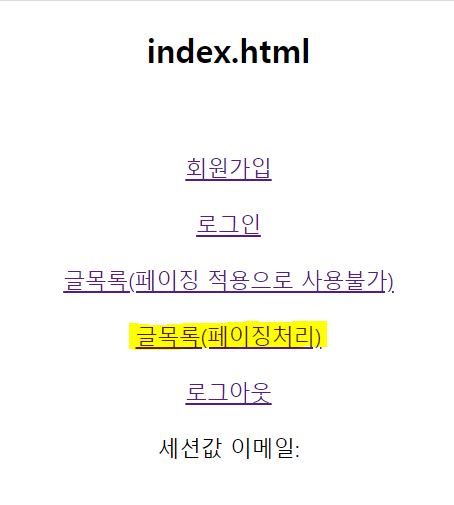 index.html
회원가입
로그인
글목록(페이징 적용으로 사용불가)
글목록(페이징처리)
로그아웃
세션값 이메일: